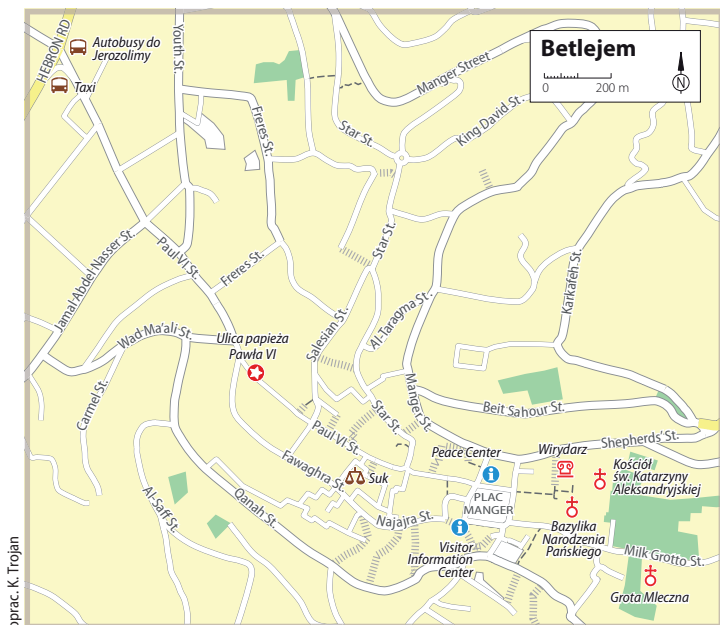 Betlejem
0
200 m
N
HEBRON RD
Autobusy do
Jerozolimy
Taxi
Youth St.
Freres St.
Manger Street
Star St.
King David St.
Star St.
Jamal Abdel Nasser St.
Paul VI St.
Freres St.
Karkafeh St.
Wad Ma'ali St.
Ulica papieża
Pawła VI
Salesian St.
Al-Taragma St.
Carmel St.
Manger St.
Star St.
Beit Sahour St.
Paul VI St.
Shepherds' St.
Peace Center
Wirydarz
Kościół
św. Katarzyny
Aleksandryjskiej
Fawaghra St.
Suk
PLAC
MANGER
Al-Saff St.
Qanah St.
Najajra St.
Bazylika
Narodzenia
Pańskiego
Visitor
Information
Center
Milk Grotto St.
Grota Mleczna
oprac. K. Trojan